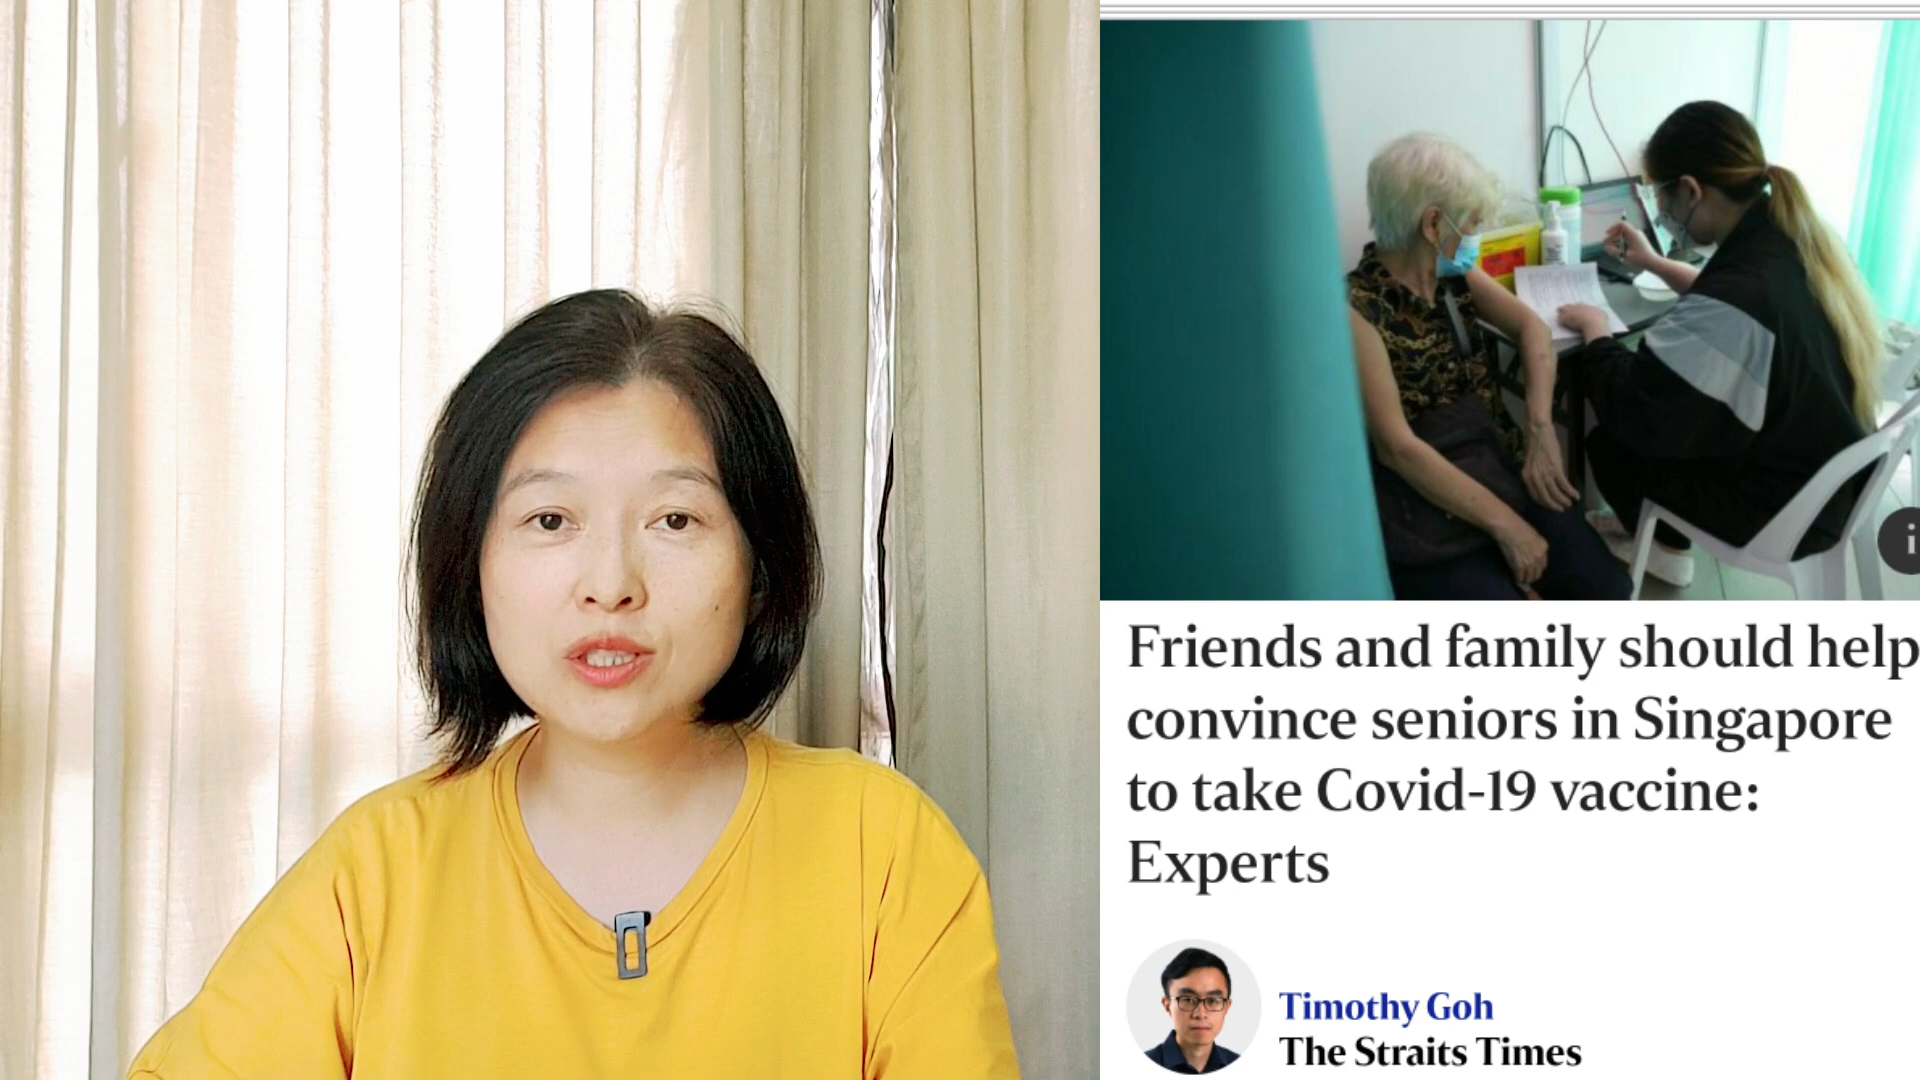 Friends and family should help
convince seniors in Singapore
to take Covid-19 vaccine:
Experts
Timothy Goh
The Straits Times
i